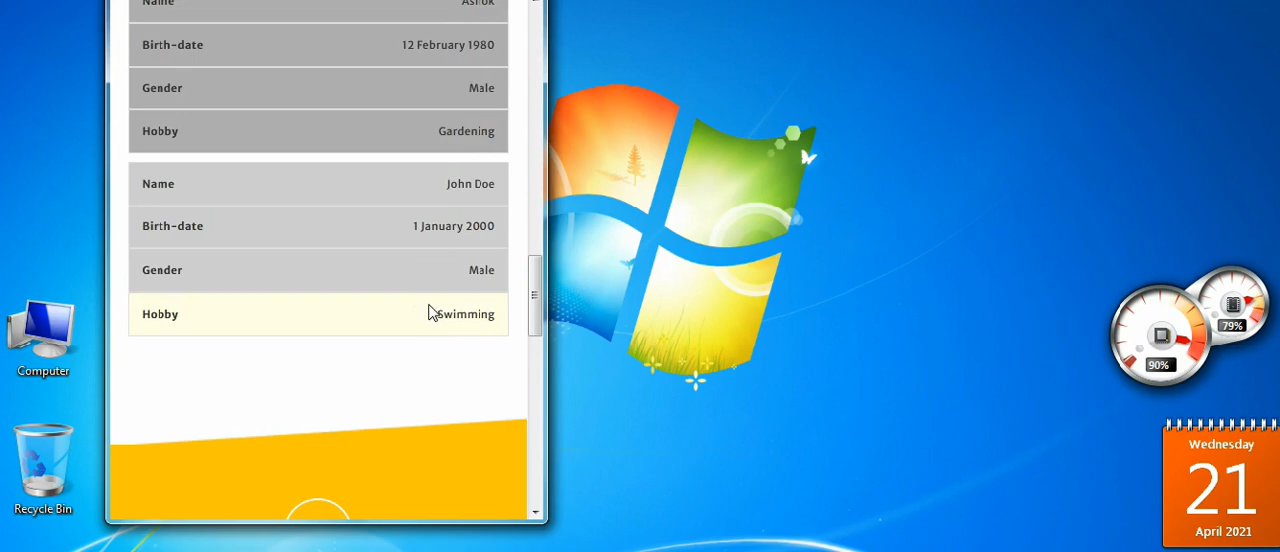 Name Ashok
Birth-date 12 February 1980
Gender Male
Hobby Gardening
Name John Doe
Birth-date 1 January 2000
Gender Male
Hobby Swimming
Computer
Recycle Bin
79%
90%
Wednesday
21
April 2021